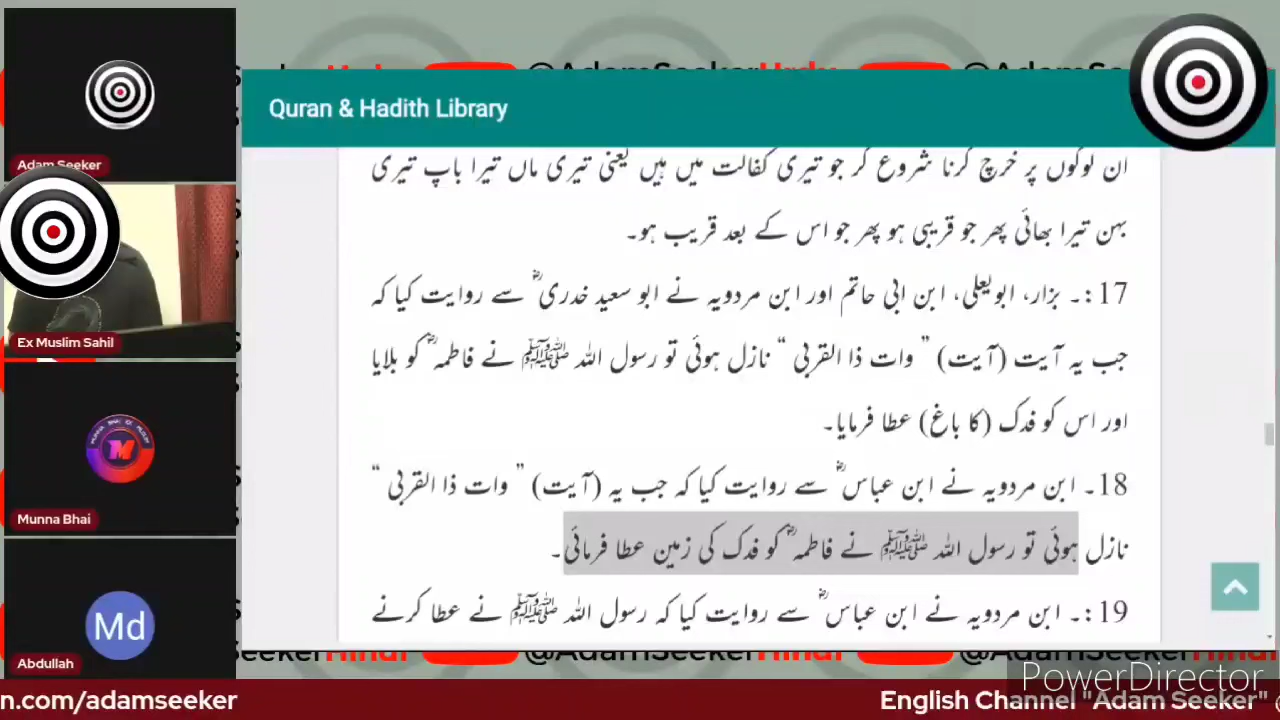 @AdamSeekerUrdu
Quran & Hadith Library
Adam Seeker
Ex Muslim Sahil
MUNNA BHAI
M
Munna Bhai
Md
Abdullah
ان لوگوں پر خرچ کرنا شروع کر جو تیری کفالت میں ہیں یعنی تیری ماں تیرا باپ تیری
بہن تیرا بھائی پھر جو قریبی ہو پھر جو اس کے بعد قریب ہو۔
17:۔ بزار، ابویعلی، ابن ابی حاتم اور ابن مردویہ نے ابو سعید خدری ؓ سے روایت کیا کہ
جب یہ آیت (آیت) ” وات ذا القربی “ نازل ہوئی تو رسول اللہ ﷺ نے فاطمہ ؓ کو بلایا
اور اس کو فدک (کا باغ) عطا فرمایا۔
18۔ ابن مردویہ نے ابن عباس ؓ سے روایت کیا کہ جب یہ (آیت) ” وات ذا القربی “
نازل ہوئی تو رسول اللہ ﷺ نے فاطمہ ؓ کو فدک کی زمین عطا فرمائی۔
19:۔ ابن مردویہ نے ابن عباس ؓ سے روایت کیا کہ رسول اللہ ﷺ نے عطا کرنے
PowerDirector
n.com/adamseeker
English Channel "Adam Seeker" @